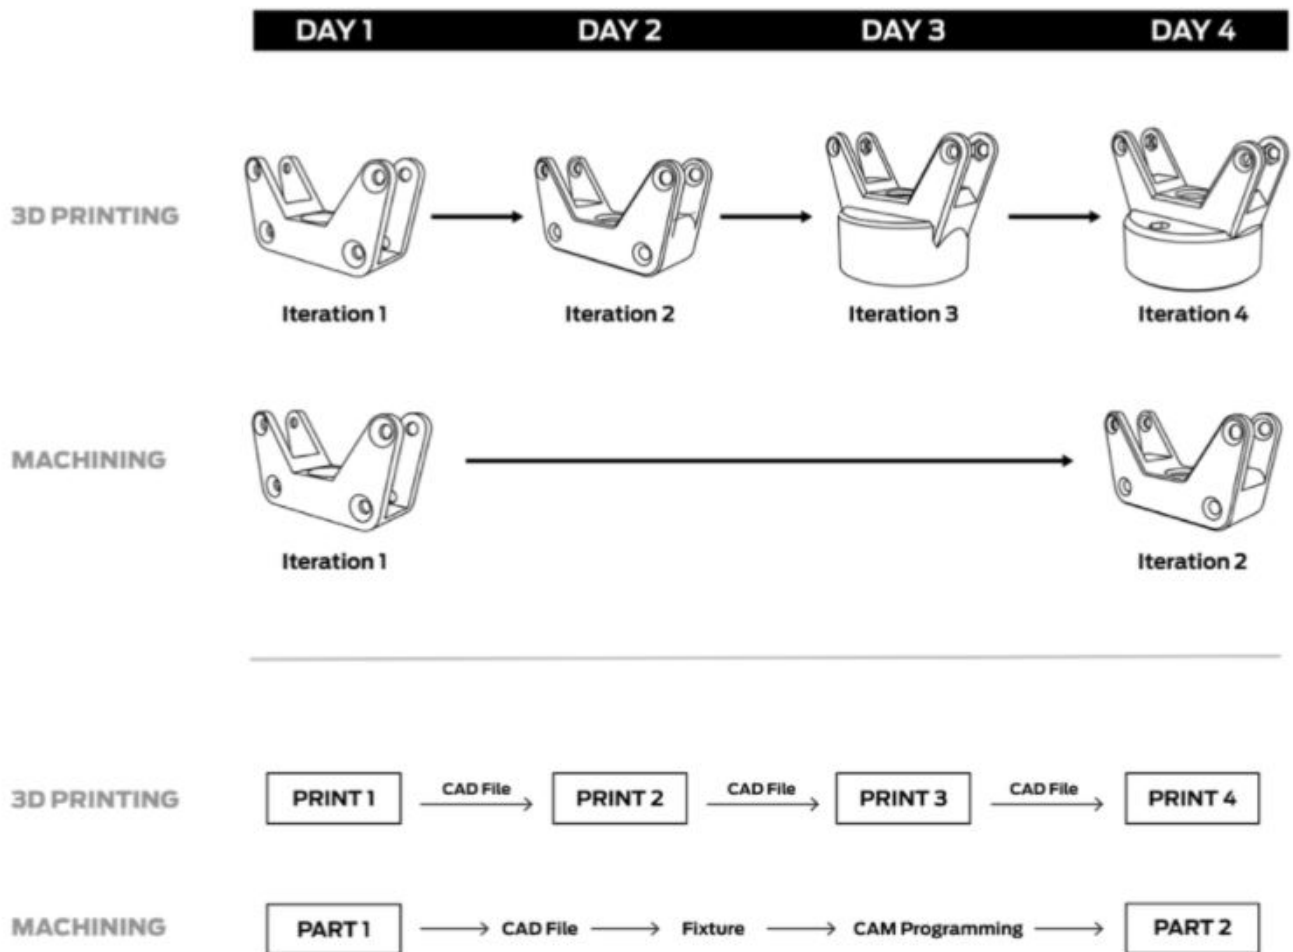 DAY 1 DAY 2 DAY 3 DAY 4
3D PRINTING
Iteration 1 Iteration 2 Iteration 3 Iteration 4
MACHINING
Iteration 1 Iteration 2
3D PRINTING PRINT 1 CAD File PRINT 2 CAD File PRINT 3 CAD File PRINT 4
MACHINING PART 1 CAD File Fixture CAM Programming PART 2